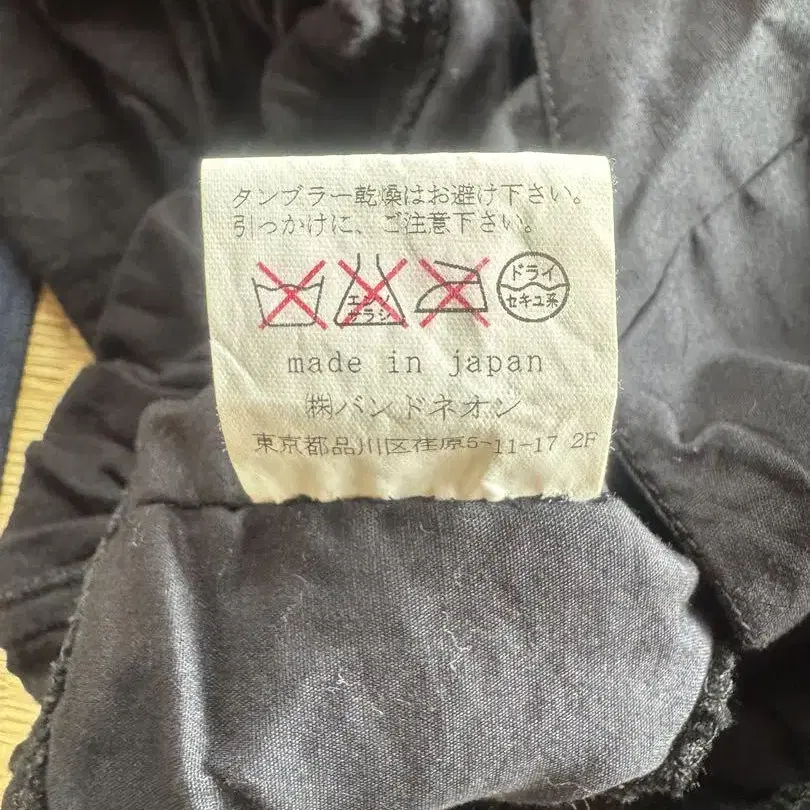 タンブラー乾燥はお避け下さい。
引っかけに、ご注意下さい。
エンソ
サラシ
ドライ
セキユ系
made in japan
㈱バンドネオン
東京都品川区荏原5-11-17 2F